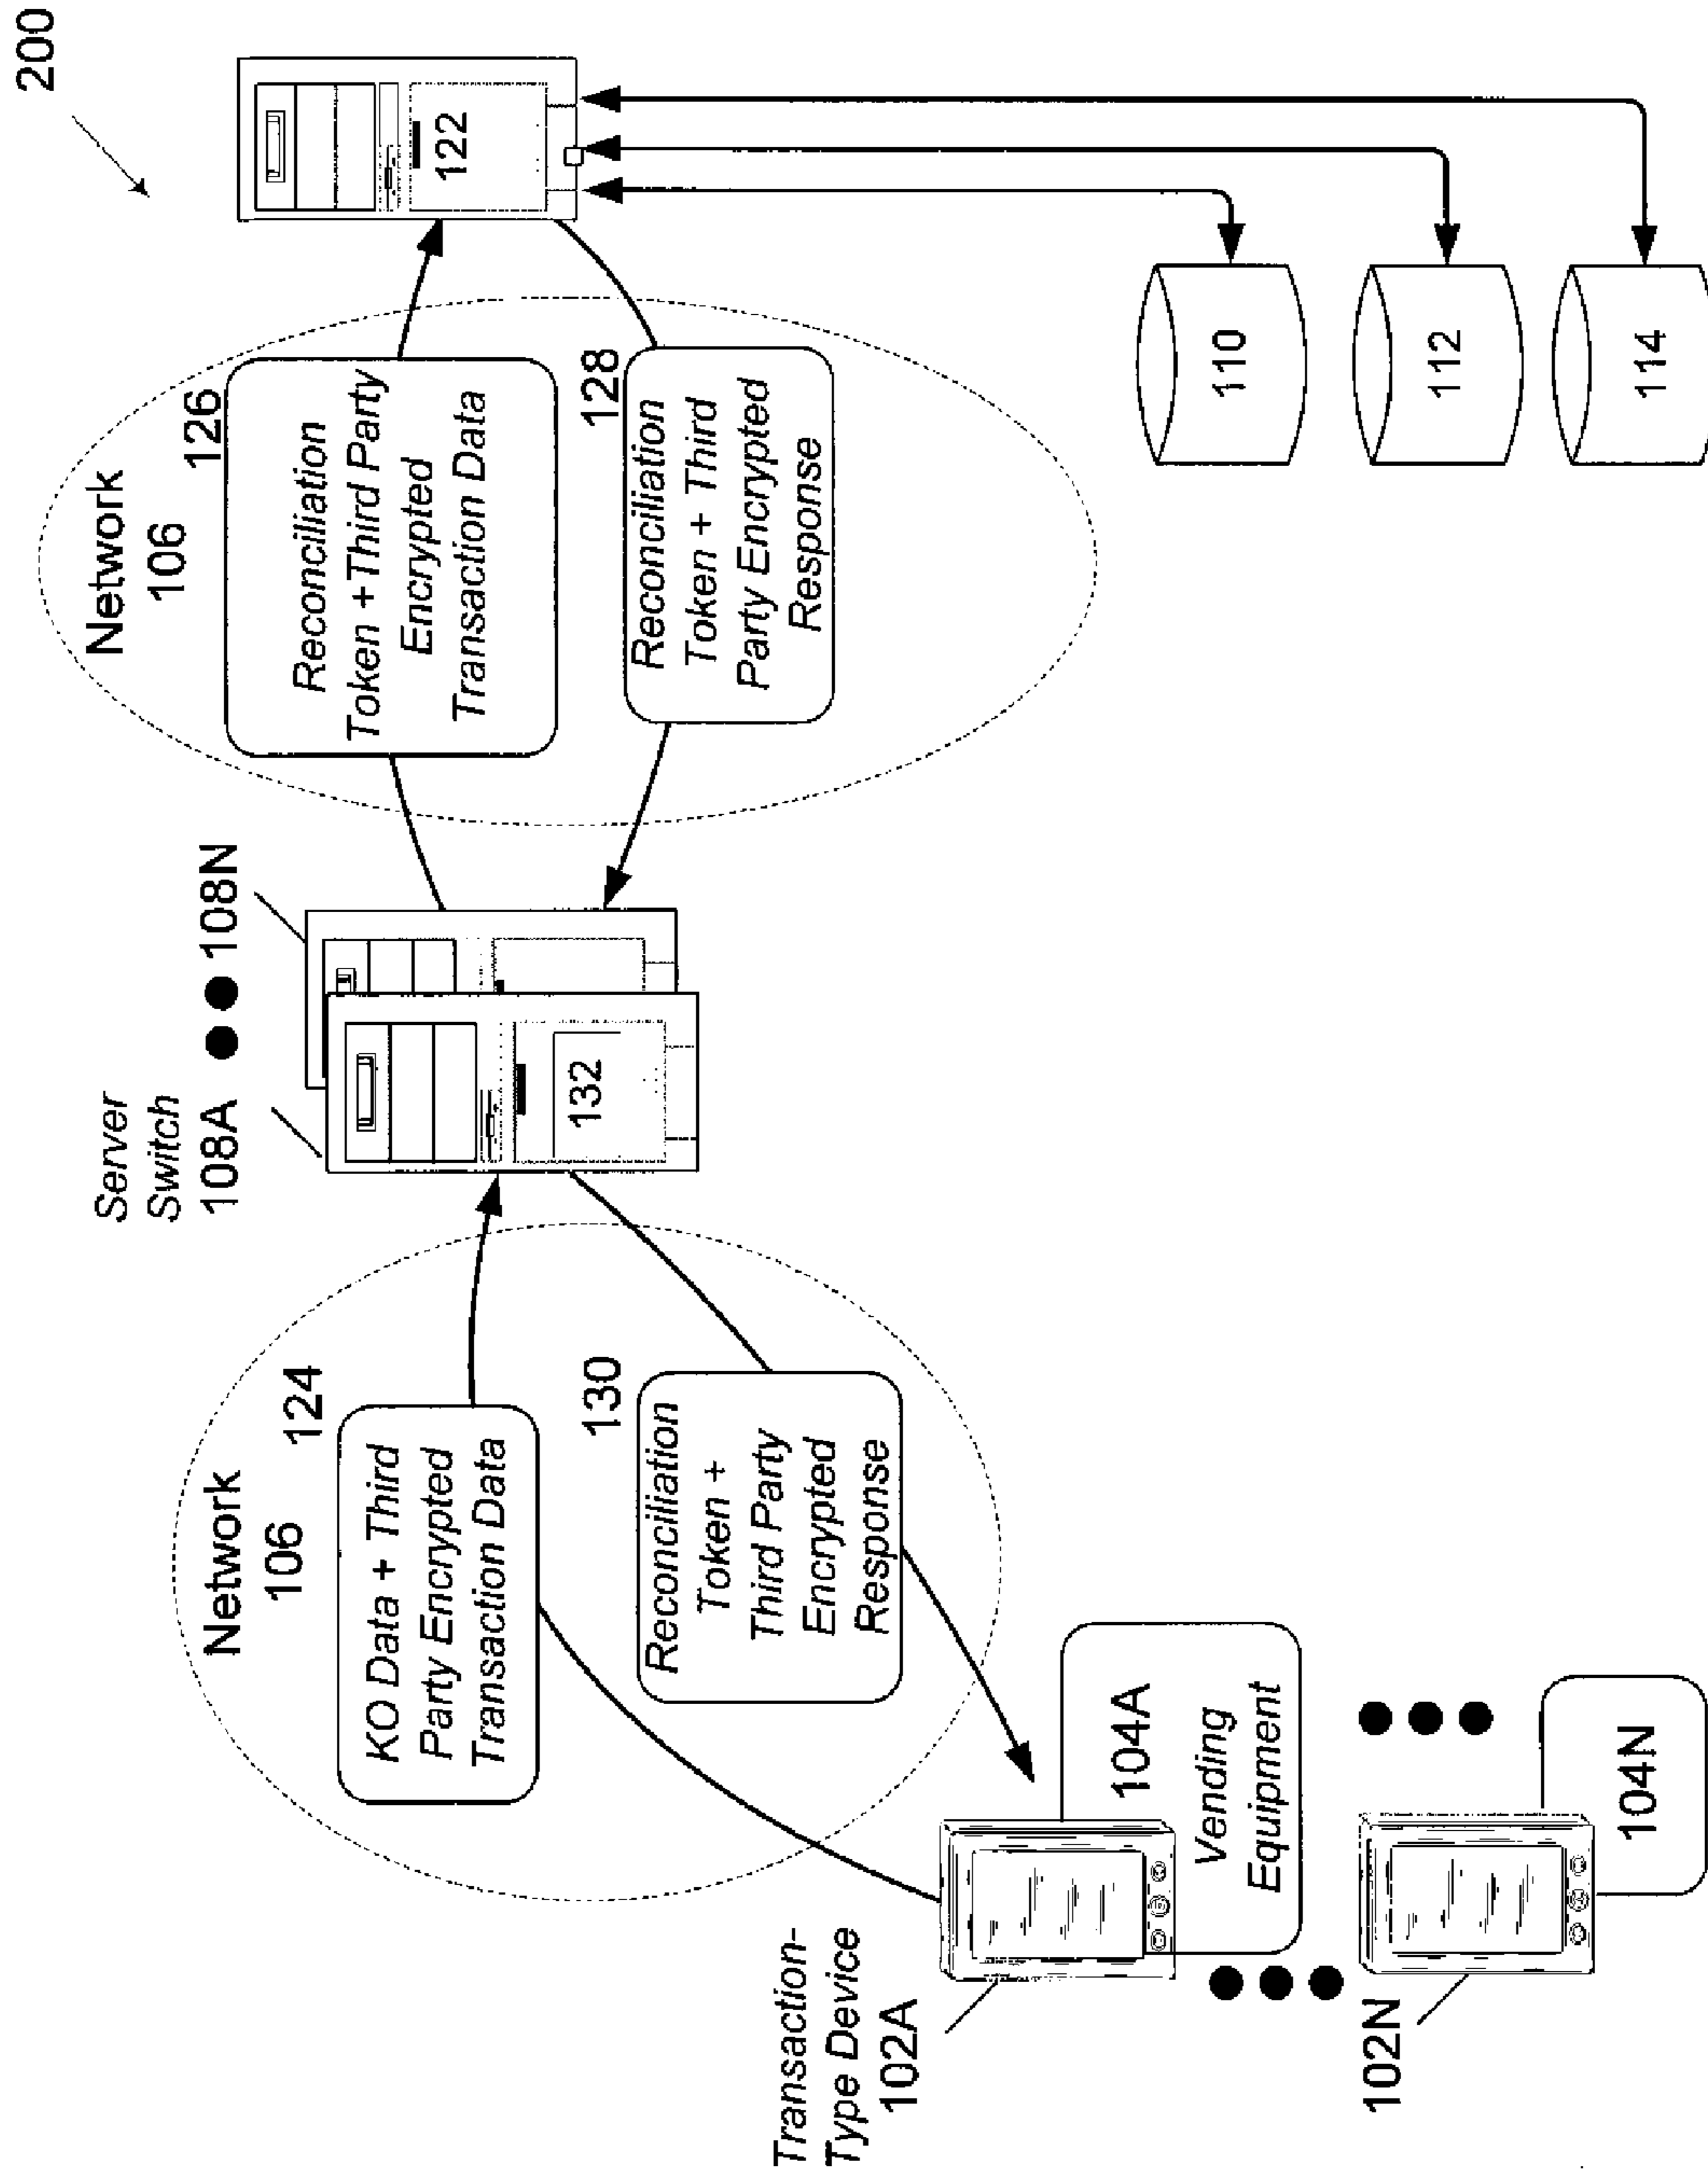 200
Network
106
126
Reconciliation
Token +Third Party
Encrypted
Transaction Data
128
Reconciliation
Token + Third
Party Encrypted
Response
122
Server
Switch
108A
108N
132
Network
106
124
KO Data + Third
Party Encrypted
Transaction Data
130
Reconciliation
Token +
Third Party
Encrypted
Response
Transaction-
Type Device
102A
104A
Vending
Equipment
102N
104N
110
112
114